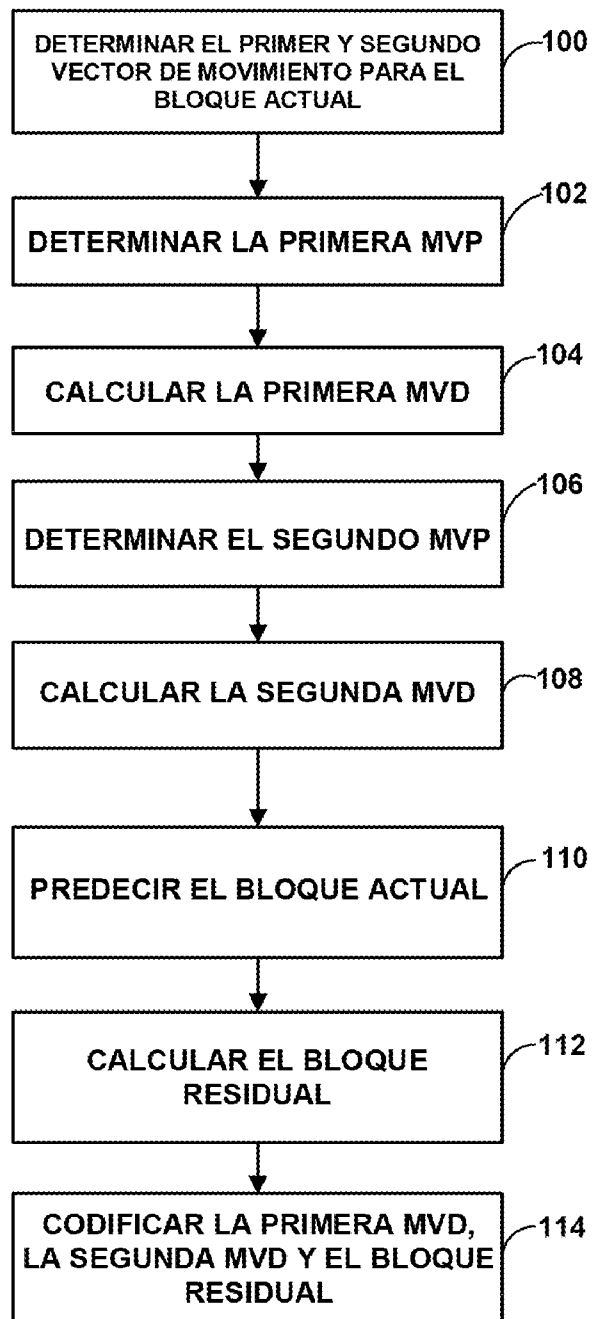 DETERMINAR EL PRIMER Y SEGUNDO
VECTOR DE MOVIMIENTO PARA EL
BLOQUE ACTUAL
100
DETERMINAR LA PRIMERA MVP
102
CALCULAR LA PRIMERA MVD
104
DETERMINAR EL SEGUNDO MVP
106
CALCULAR LA SEGUNDA MVD
108
PREDECIR EL BLOQUE ACTUAL
110
CALCULAR EL BLOQUE
RESIDUAL
112
CODIFICAR LA PRIMERA MVD,
LA SEGUNDA MVD Y EL BLOQUE
RESIDUAL
114